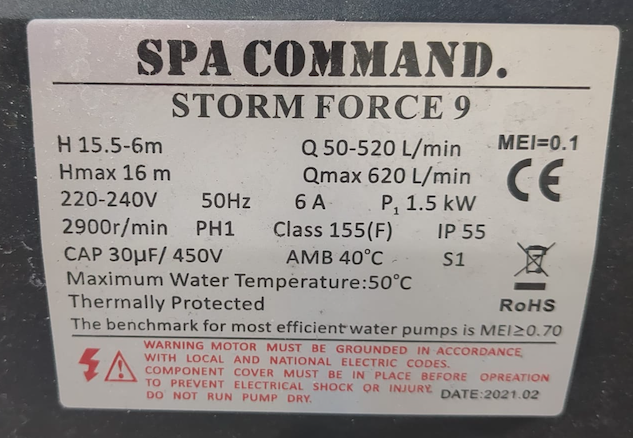 SPA COMMAND.
STORM FORCE 9
H 15.5-6m Q 50-520 L/min MEI=0.1
Hmax 16 m Qmax 620 L/min CE
220-240V 50Hz 6 A P₁ 1.5 kW
2900r/min PH1 Class 155(F) IP 55
CAP 30µF/ 450V AMB 40°C S1
Maximum Water Temperature:50°C
Thermally Protected RoHS
The benchmark for most efficient water pumps is MEI≥0.70
WARNING MOTOR MUST BE GROUNDED IN ACCORDANCE
WITH LOCAL AND NATIONAL ELECTRIC CODES.
COMPONENT COVER MUST BE IN PLACE BEFORE OPREATION
TO PREVENT ELECTRICAL SHOCK OR INJURY.
DO NOT RUN PUMP DRY. DATE:2021.02